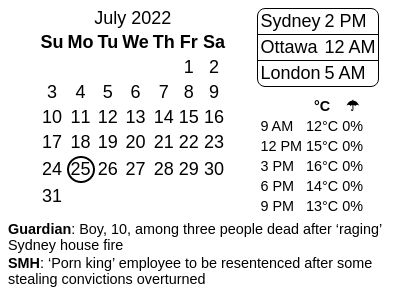 July 2022
Su Mo Tu We Th Fr Sa
1 2
3 4 5 6 7 8 9
10 11 12 13 14 15 16
17 18 19 20 21 22 23
24 25 26 27 28 29 30
31
Sydney 2 PM
Ottawa 12 AM
London 5 AM
°C ☂
9 AM 12°C 0%
12 PM 15°C 0%
3 PM 16°C 0%
6 PM 14°C 0%
9 PM 13°C 0%
Guardian: Boy, 10, among three people dead after ‘raging’
Sydney house fire
SMH: ‘Porn king’ employee to be resentenced after some
stealing convictions overturned